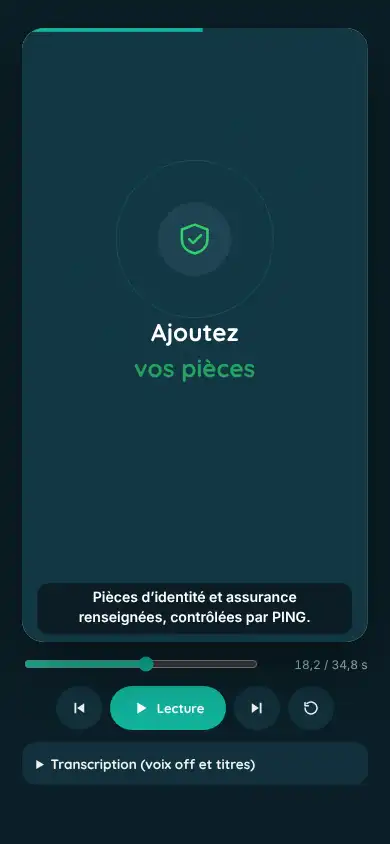 Ajoutez
vos pièces
Pièces d’identité et assurance
renseignées, contrôlées par PING.
18,2 / 34,8 s
Lecture
Transcription (voix off et titres)